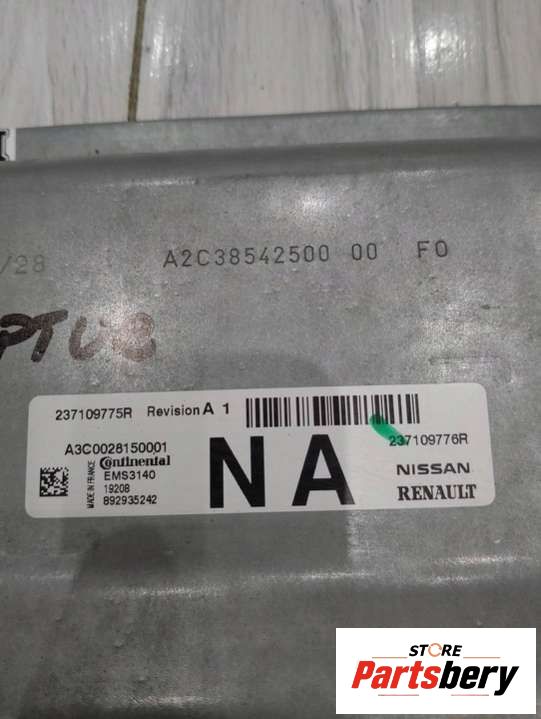 /28 A2C38542500 00 F0
PTUB
237109775R Revision A 1
A3C0028150001 237109776R
Continental
EMS3140
19208
892935242
MADE IN FRANCE
NA
NISSAN
RENAULT
STORE
Partsbery